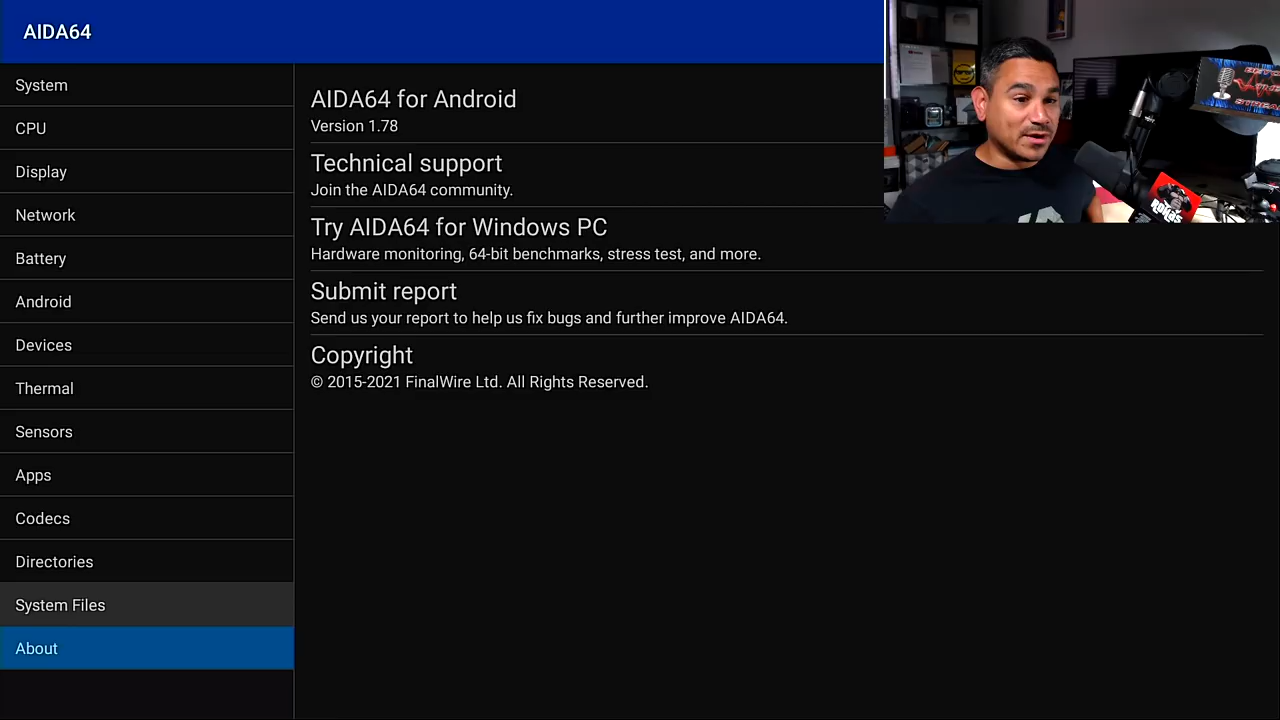 AIDA64
System
CPU
Display
Network
Battery
Android
Devices
Thermal
Sensors
Apps
Codecs
Directories
System Files
About
AIDA64 for Android
Version 1.78
Technical support
Join the AIDA64 community.
Try AIDA64 for Windows PC
Hardware monitoring, 64-bit benchmarks, stress test, and more.
Submit report
Send us your report to help us fix bugs and further improve AIDA64.
Copyright
© 2015-2021 FinalWire Ltd. All Rights Reserved.